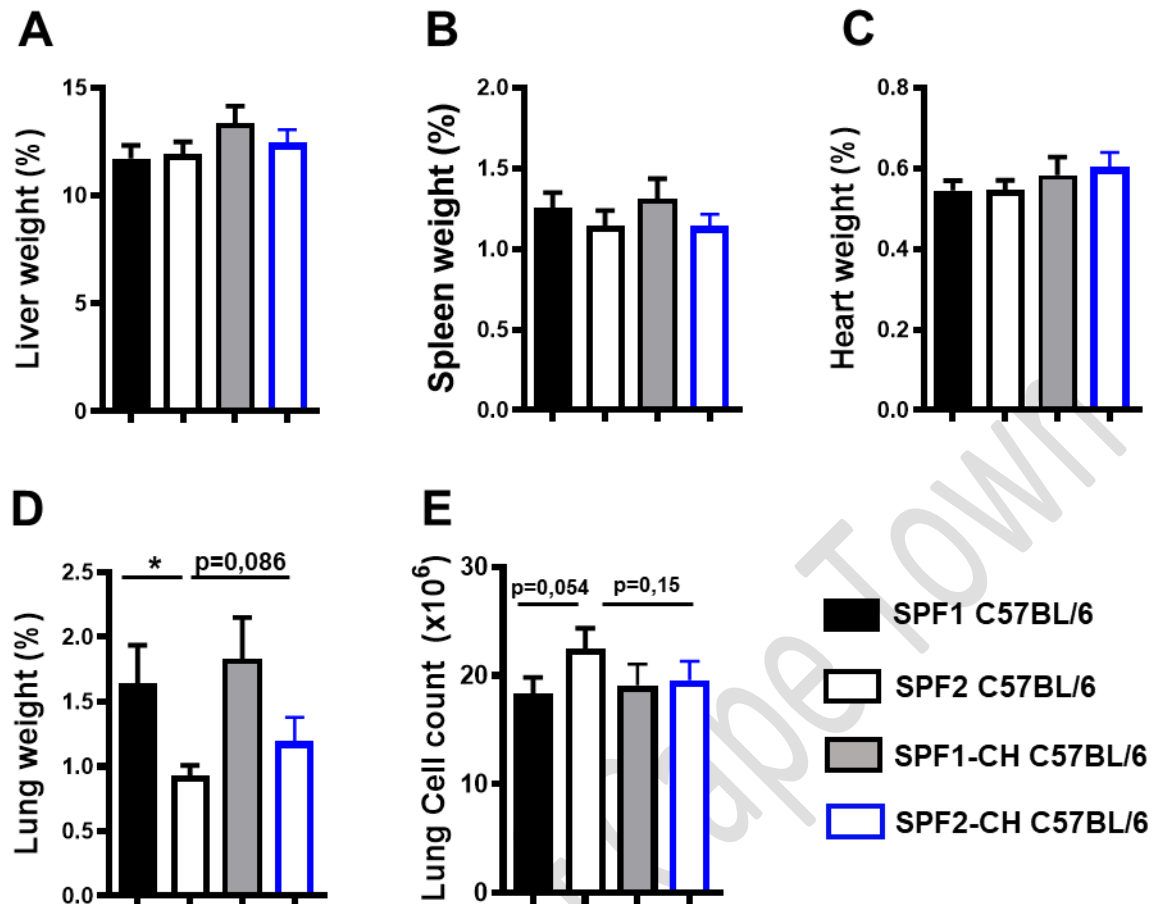 A
B
C
Liver weight (%)
15
10
5
0
Spleen weight (%)
2.0
1.5
1.0
0.5
0.0
Heart weight (%)
0.8
0.6
0.4
0.2
0.0
D
E
Lung weight (%)
2.5
2.0
1.5
1.0
0.5
0.0
*
p=0,086
Lung Cell count (x10⁶)
30
20
10
0
p=0,054
p=0,15
SPF1 C57BL/6
SPF2 C57BL/6
SPF1-CH C57BL/6
SPF2-CH C57BL/6
ape Town